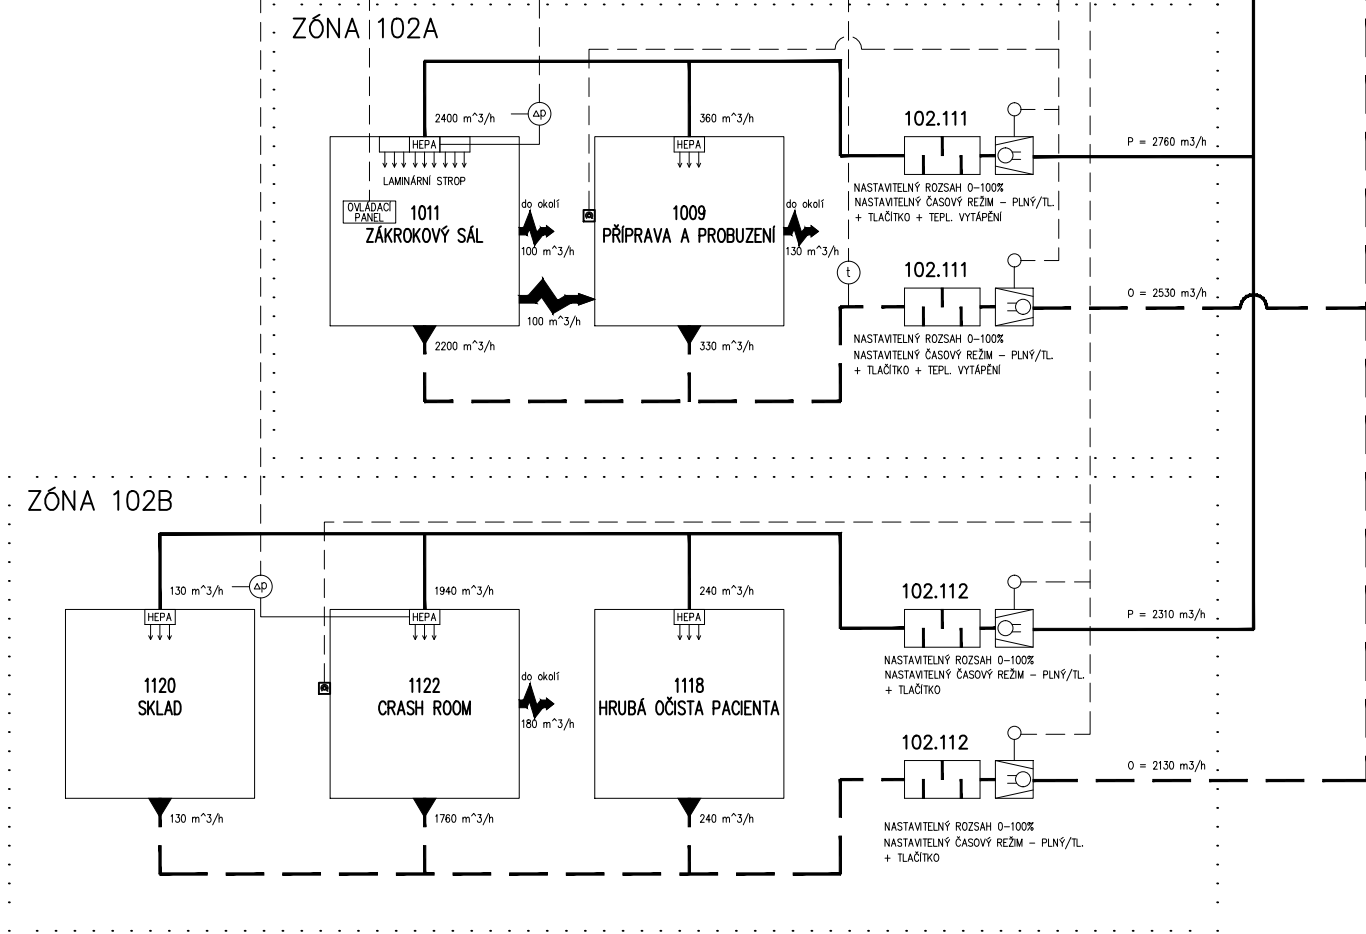 ZÓNA 102A
2400 m^3/h
Δp
360 m^3/h
102.111
P = 2760 m3/h
HEPA
HEPA
LAMINÁRNÍ STROP
NASTAVITELNÝ ROZSAH 0-100%
NASTAVITELNÝ ČASOVÝ REŽIM - PLNÝ/TL.
+ TLAČÍTKO + TEPL. VYTÁPĚNÍ
OVLÁDACÍ
PANEL
1011
ZÁKROKOVÝ SÁL
do okolí
100 m^3/h
1009
PŘÍPRAVA A PROBUZENÍ
do okolí
130 m^3/h
100 m^3/h
t
102.111
O = 2530 m3/h
2200 m^3/h
330 m^3/h
NASTAVITELNÝ ROZSAH 0-100%
NASTAVITELNÝ ČASOVÝ REŽIM - PLNÝ/TL.
+ TLAČÍTKO + TEPL. VYTÁPĚNÍ
ZÓNA 102B
130 m^3/h
Δp
1940 m^3/h
240 m^3/h
102.112
P = 2310 m3/h
HEPA
HEPA
HEPA
NASTAVITELNÝ ROZSAH 0-100%
NASTAVITELNÝ ČASOVÝ REŽIM - PLNÝ/TL.
+ TLAČÍTKO
1120
SKLAD
1122
CRASH ROOM
do okolí
180 m^3/h
1118
HRUBÁ OČISTA PACIENTA
102.112
O = 2130 m3/h
130 m^3/h
1760 m^3/h
240 m^3/h
NASTAVITELNÝ ROZSAH 0-100%
NASTAVITELNÝ ČASOVÝ REŽIM - PLNÝ/TL.
+ TLAČÍTKO